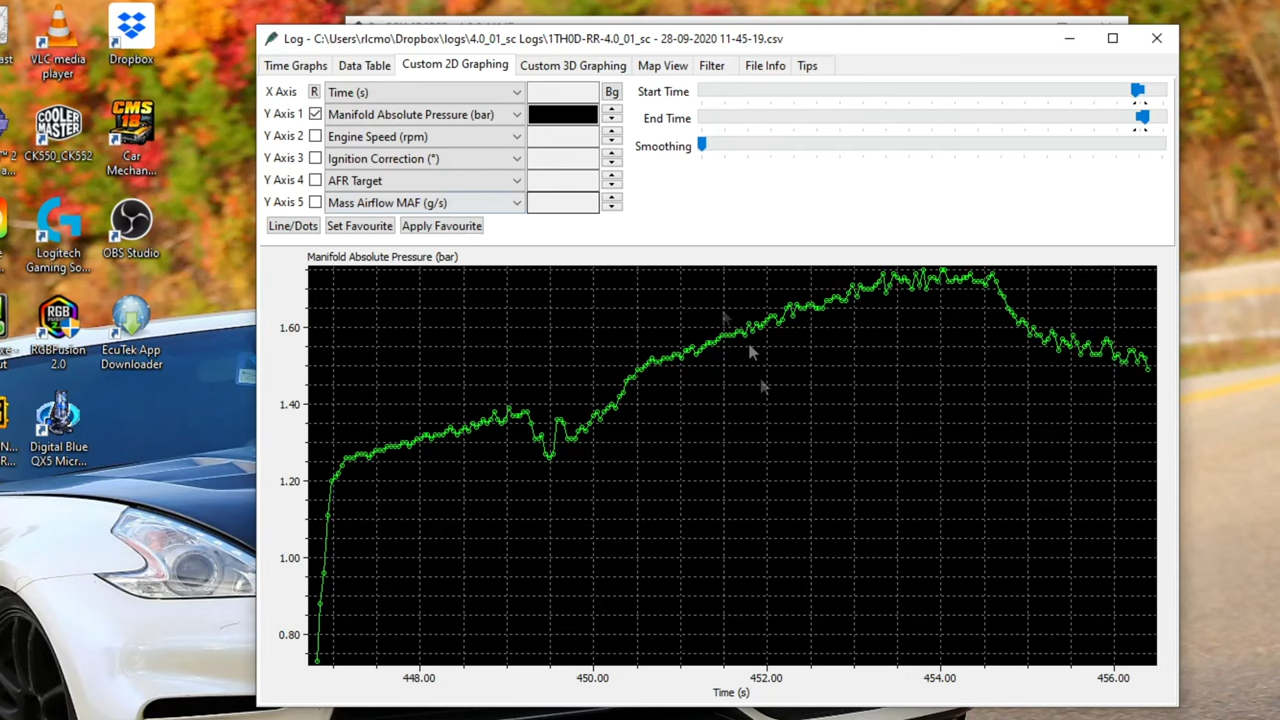 VLC media
player
Dropbox
COOLER
MASTER
CK550_CK552
CMS
18
Car
Mechan...
Logitech
Gaming So...
OBS Studio
RGB
RGBFusion
2.0
EcuTek App
Downloader
Digital Blue
QX5 Micr...
Log - C:\Users\rlcmo\Dropbox\logs\4.0_01_sc Logs\1TH0D-RR-4.0_01_sc - 28-09-2020 11-45-19.csv
Time Graphs Data Table Custom 2D Graphing Custom 3D Graphing Map View Filter File Info Tips
X Axis R Time (s) Bg Start Time
Y Axis 1 Manifold Absolute Pressure (bar) End Time
Y Axis 2 Engine Speed (rpm) Smoothing
Y Axis 3 Ignition Correction (°)
Y Axis 4 AFR Target
Y Axis 5 Mass Airflow MAF (g/s)
Line/Dots Set Favourite Apply Favourite
Manifold Absolute Pressure (bar)
1.60
1.40
1.20
1.00
0.80
448.00 450.00 452.00 454.00 456.00
Time (s)